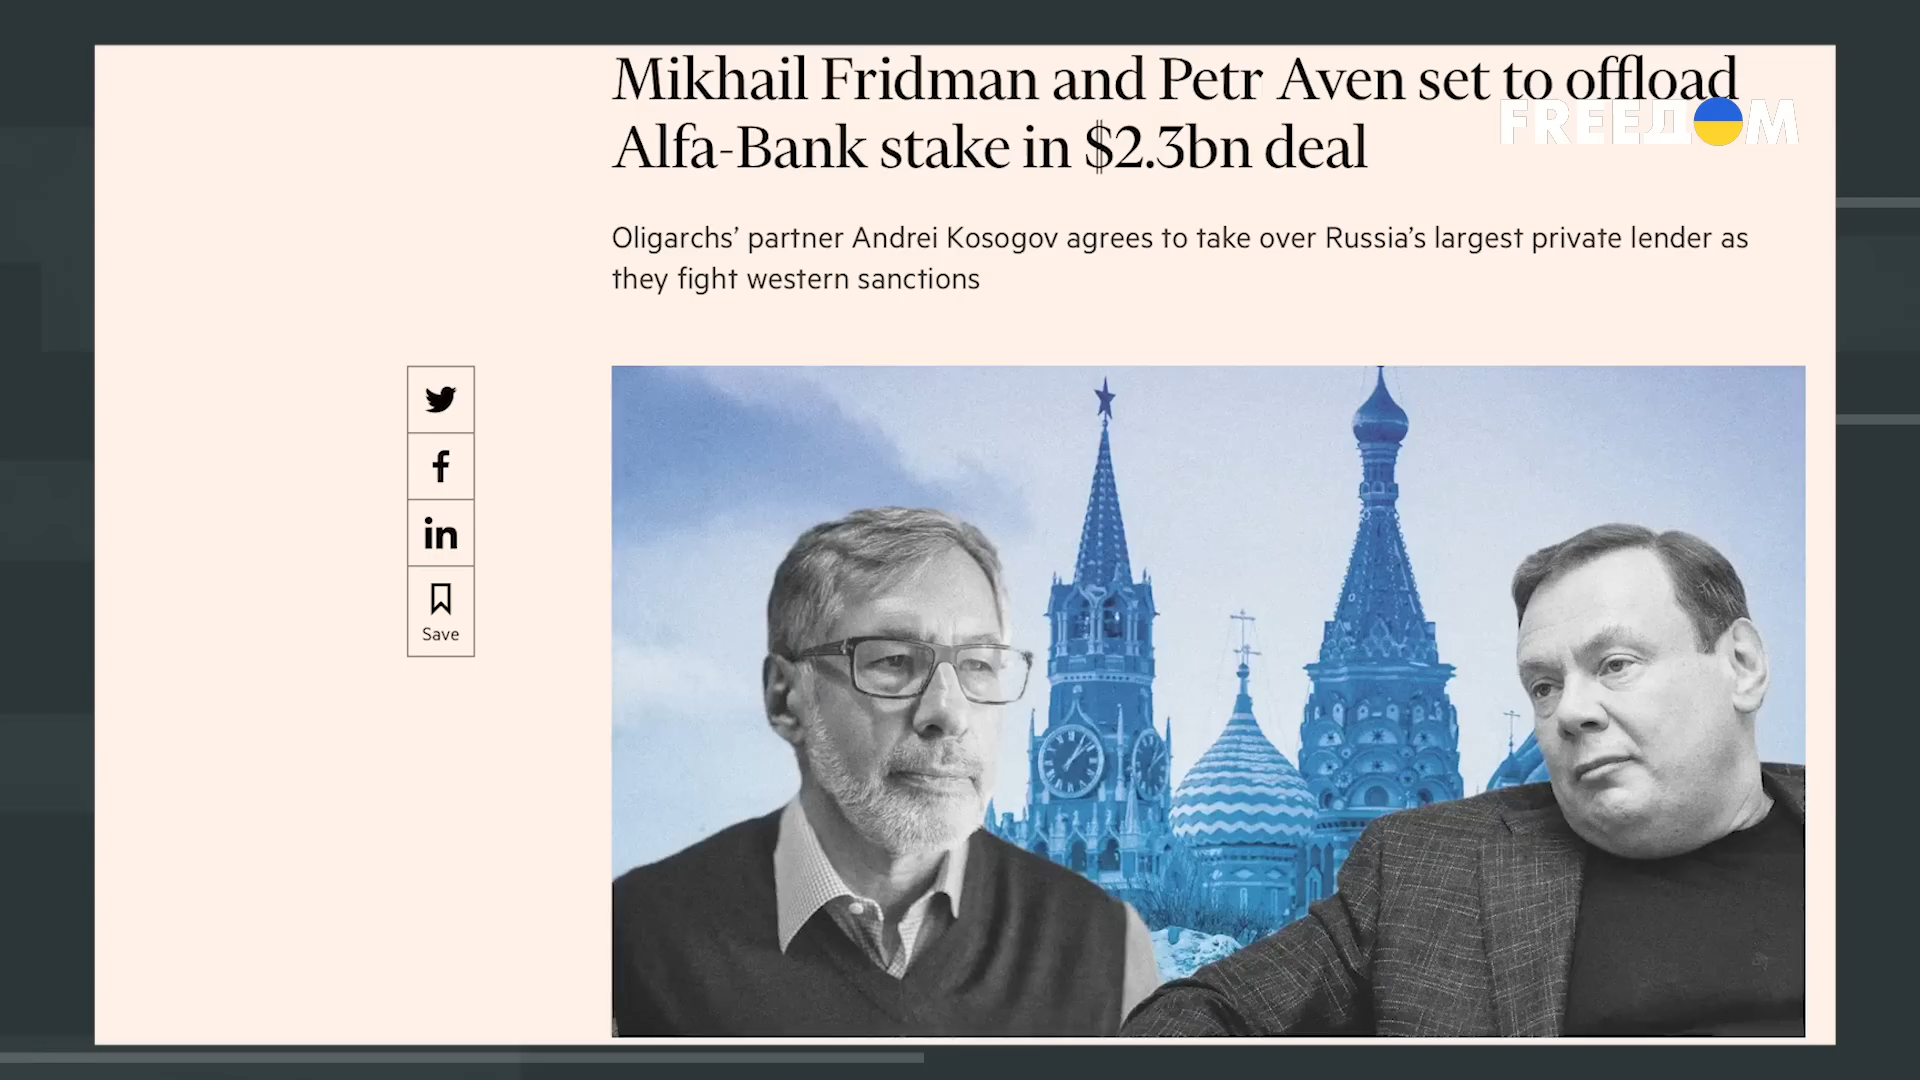 Mikhail Fridman and Petr Aven set to offload
FREEДOM
Alfa-Bank stake in $2.3bn deal
Oligarchs’ partner Andrei Kosogov agrees to take over Russia’s largest private lender as
they fight western sanctions
f
in
Save